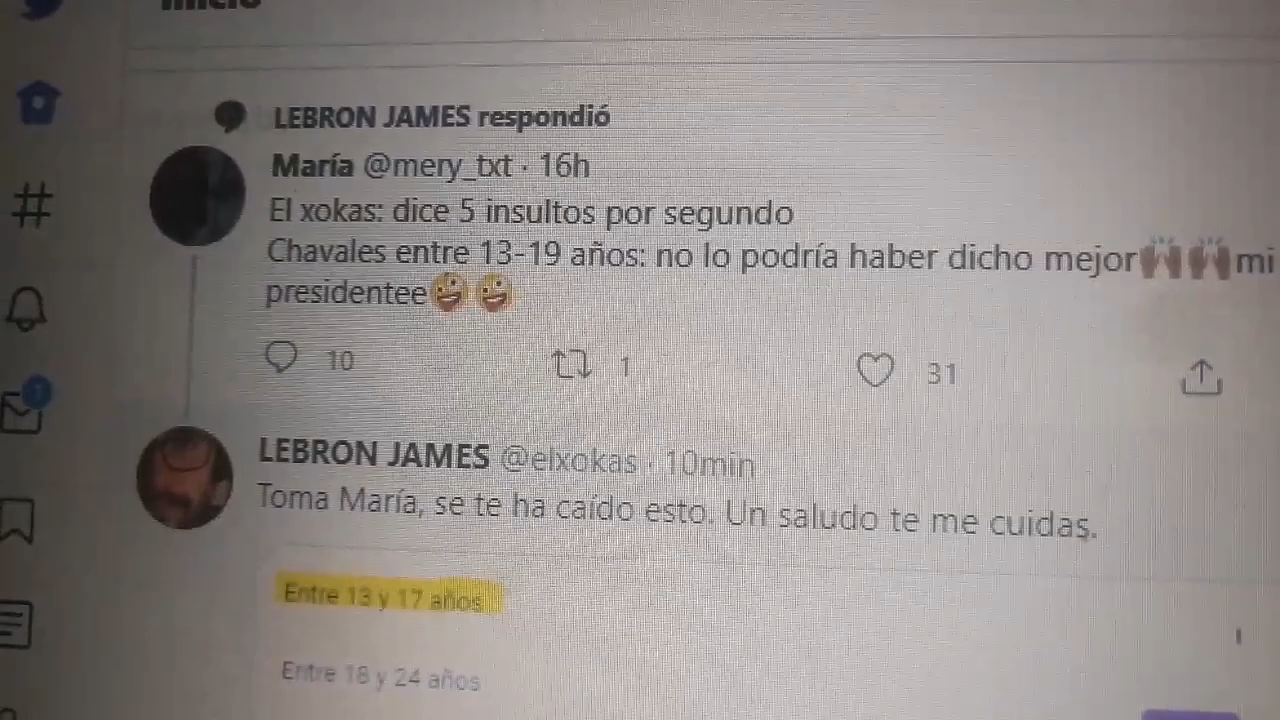 Inicio
LEBRON JAMES respondió
María @mery_txt · 16h
El xokas: dice 5 insultos por segundo
Chavales entre 13-19 años: no lo podría haber dicho mejor🙌🏽🙌🏽mi
presidentee🤪🤪
10 1 31
LEBRON JAMES @elxokas · 10min
Toma María, se te ha caído esto. Un saludo te me cuidas.
Entre 13 y 17 años
Entre 18 y 24 años